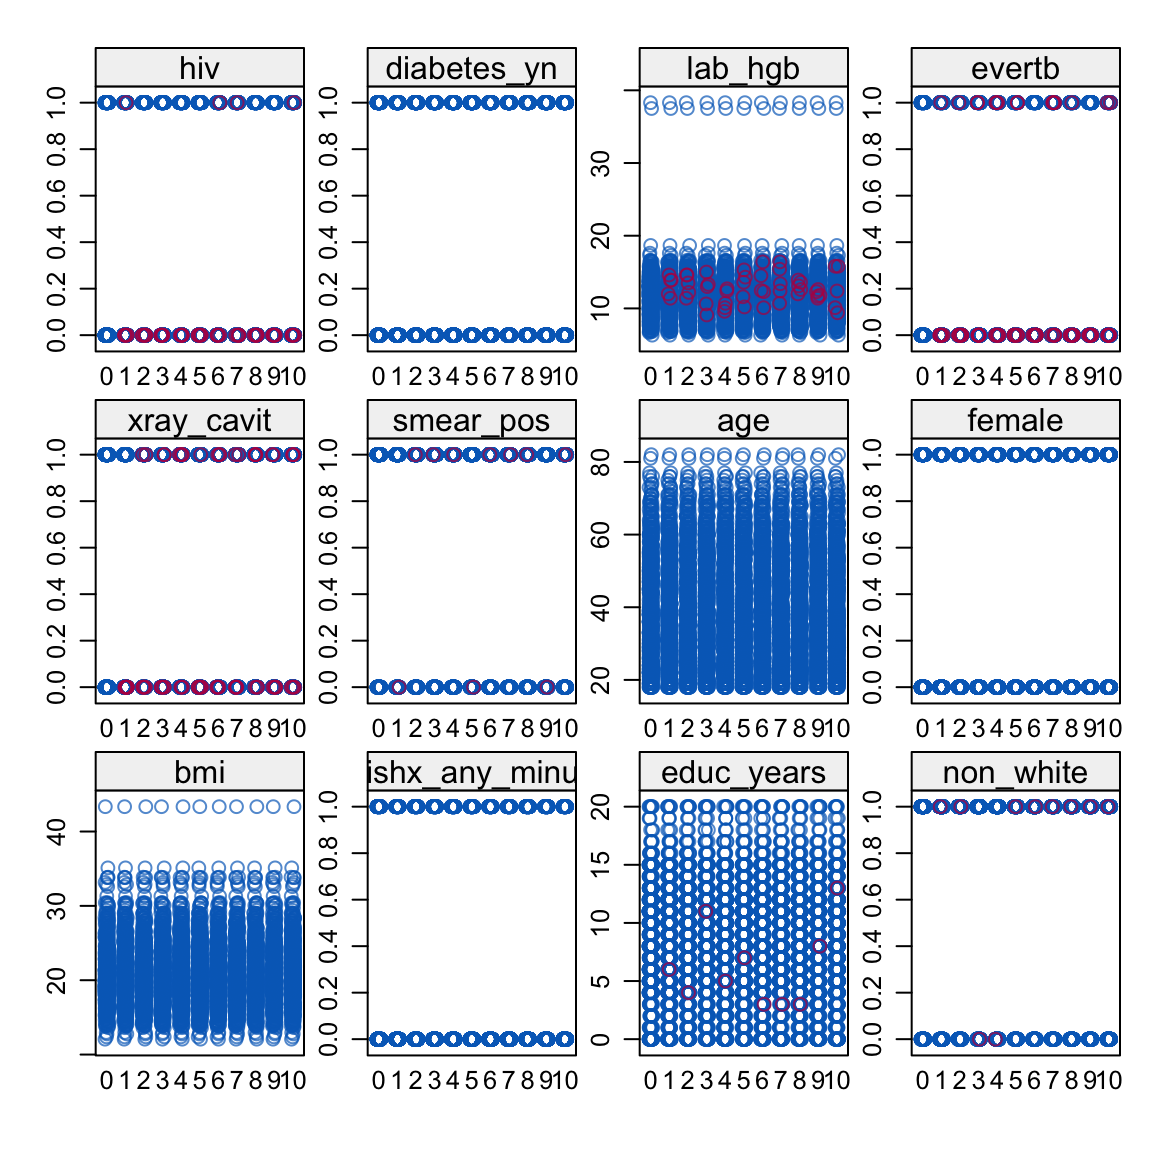 hiv diabetes_yn lab_hgb evertb
0.0 0.2 0.4 0.6 0.8 1.0
0.0 0.2 0.4 0.6 0.8 1.0
10 20 30
0.0 0.2 0.4 0.6 0.8 1.0
0 1 2 3 4 5 6 7 8 9 10 0 1 2 3 4 5 6 7 8 9 10 0 1 2 3 4 5 6 7 8 9 10 0 1 2 3 4 5 6 7 8 9 10
xray_cavit smear_pos age female
0.0 0.2 0.4 0.6 0.8 1.0
0.0 0.2 0.4 0.6 0.8 1.0
20 40 60 80
0.0 0.2 0.4 0.6 0.8 1.0
0 1 2 3 4 5 6 7 8 9 10 0 1 2 3 4 5 6 7 8 9 10 0 1 2 3 4 5 6 7 8 9 10 0 1 2 3 4 5 6 7 8 9 10
bmi ishx_any_minu educ_years non_white
20 30 40
0.0 0.2 0.4 0.6 0.8 1.0
0 5 10 15 20
0.0 0.2 0.4 0.6 0.8 1.0
0 1 2 3 4 5 6 7 8 9 10 0 1 2 3 4 5 6 7 8 9 10 0 1 2 3 4 5 6 7 8 9 10 0 1 2 3 4 5 6 7 8 9 10